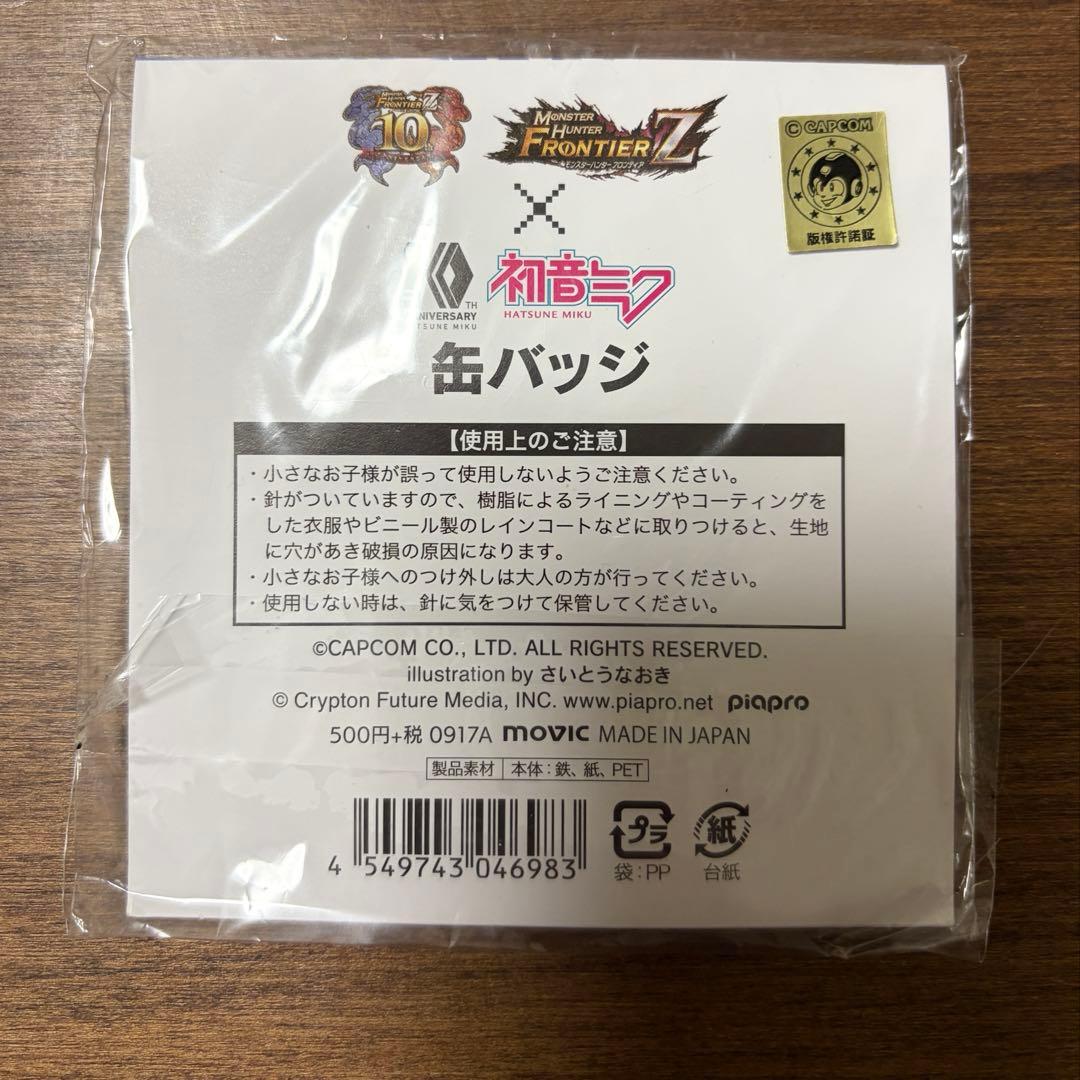 MONSTER HUNTER FRONTIER Z
10
MONSTER HUNTER
FRONTIER Z
モンスターハンター フロンティア
© CAPCOM
版権許諾証
×
TH
NIVERSARY
TSUNE MIKU
初音ミク
HATSUNE MIKU
缶バッジ
【使用上のご注意】
・小さなお子様が誤って使用しないようご注意ください。
・針がついていますので、樹脂によるライニングやコーティングを
した衣服やビニール製のレインコートなどに取りつけると、生地
に穴があき破損の原因になります。
・小さなお子様へのつけ外しは大人の方が行ってください。
・使用しない時は、針に気をつけて保管してください。
©CAPCOM CO., LTD. ALL RIGHTS RESERVED.
illustration by さいとうなおき
© Crypton Future Media, INC. www.piapro.net piapro
500円+税 0917A movic MADE IN JAPAN
製品素材 本体：鉄、紙、PET
4 549743 046983
プラ
袋：PP
紙
台紙